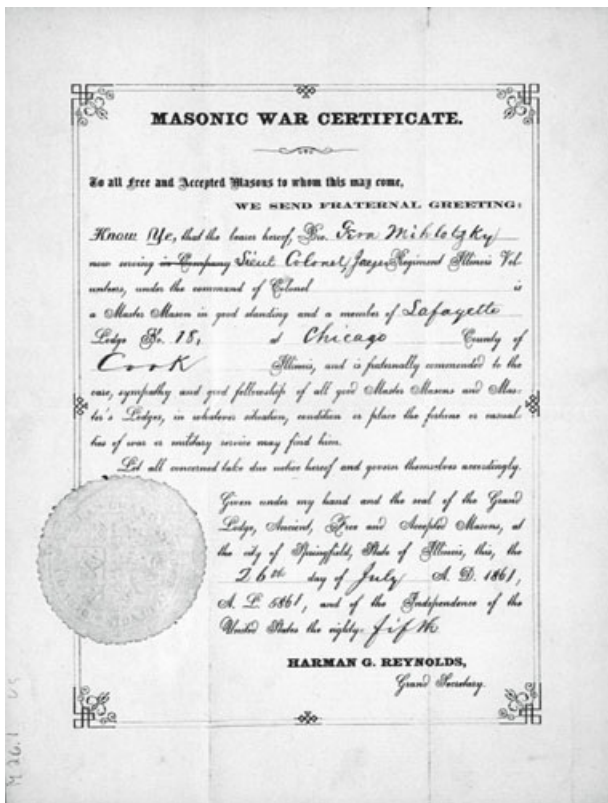 MASONIC WAR CERTIFICATE.
To all Free and Accepted Masons to whom this may come,
WE SEND FRATERNAL GREETING:
Know Ye, that the bearer hereof, Bro. Geza Mihlotzky
now serving in Company Lieut Colonel, Jaeger Regiment Illinois Vol-
unteers, under the command of Colonel is
a Master Mason in good standing and a member of Lafayette
Lodge No. 18, at Chicago County of
Cook Illinois, and is fraternally commended to the
care, sympathy and good fellowship of all good Master Masons and Mas-
ter's Lodges, in whatever situation, condition or place the fortune or casual-
ties of war or military service may find him.
Let all concerned take due notice hereof and govern themselves accordingly.
Given under my hand and the seal of the Grand
Lodge, Ancient, Free and Accepted Masons, at
the city of Springfield, State of Illinois, this, the
26th day of July A. D. 1861,
A. L. 5861, and of the Independence of the
United States the eighty-fifth
HARMAN G. REYNOLDS,
Grand Secretary.
M 26.1